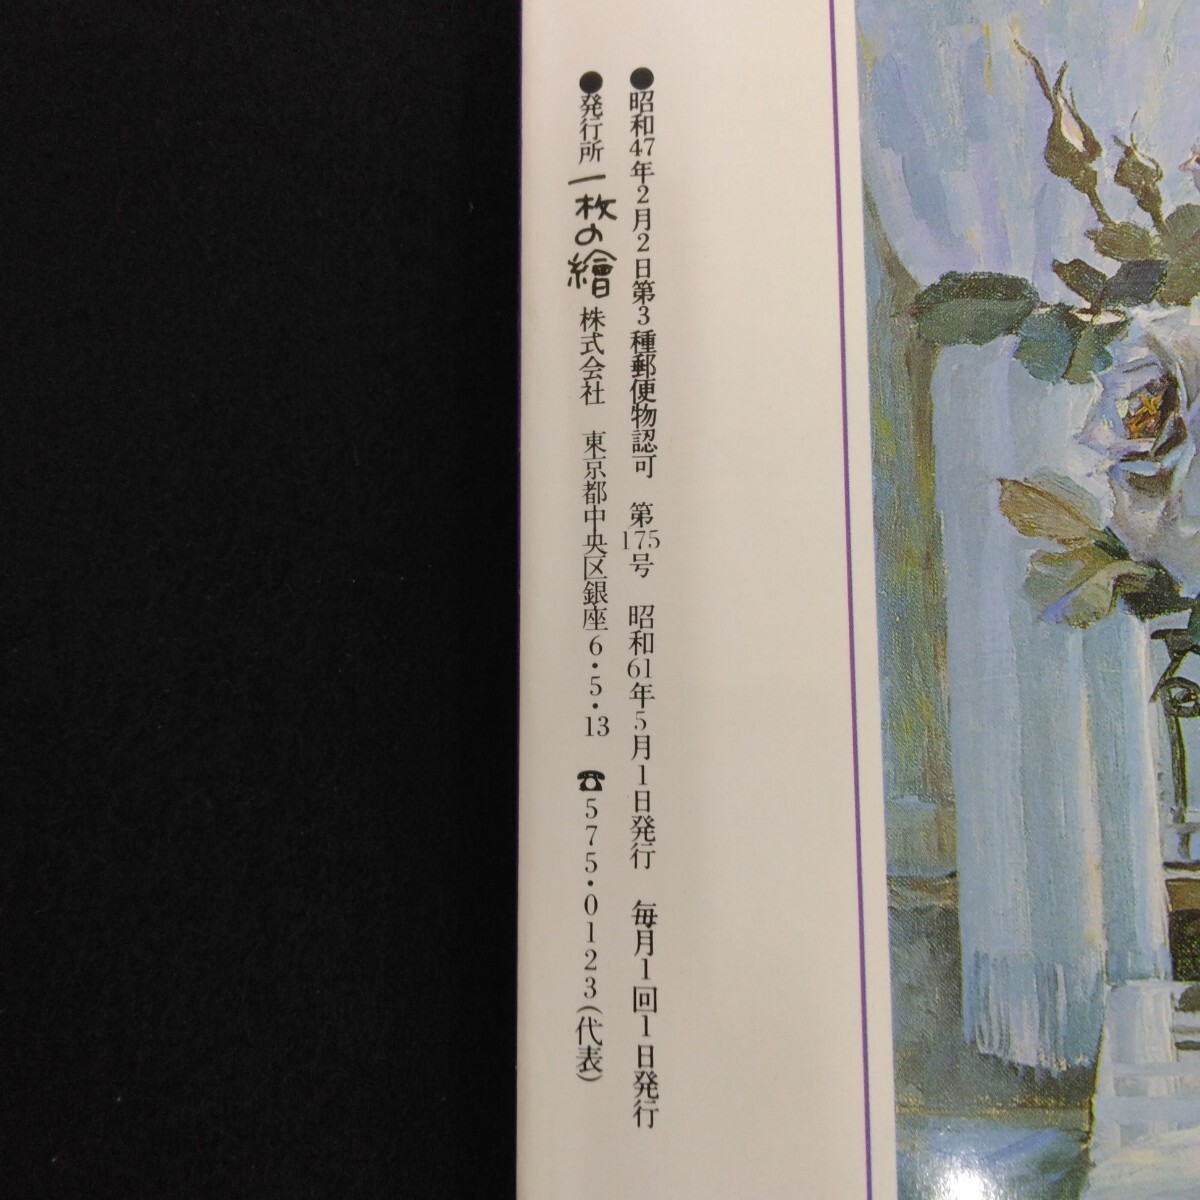 ●昭和47年2月2日第3種郵便物認可　第175号　昭和61年5月1日発行　毎月1回1日発行
●発行所 一枚の繪 株式会社　東京都中央区銀座6・5・13　☎575・0123(代表)